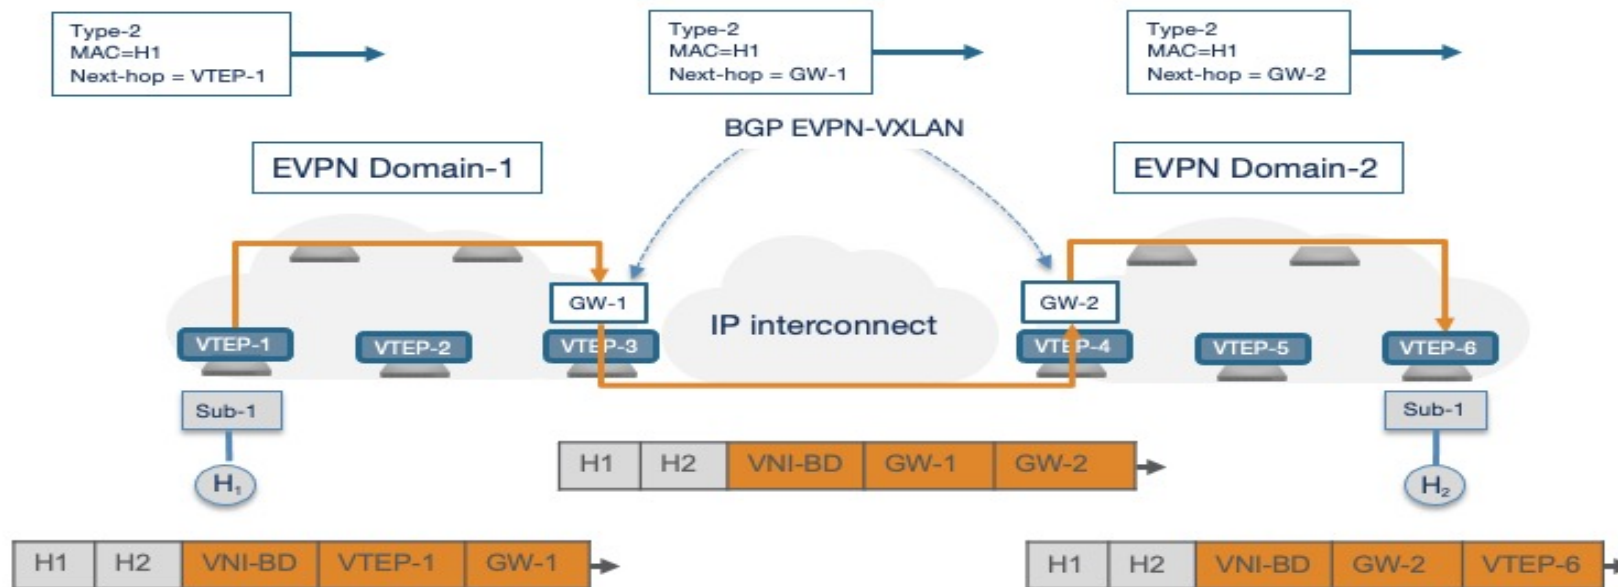 Type-2
MAC=H1
Next-hop = VTEP-1
Type-2
MAC=H1
Next-hop = GW-1
Type-2
MAC=H1
Next-hop = GW-2
BGP EVPN-VXLAN
EVPN Domain-1
EVPN Domain-2
GW-1
GW-2
IP interconnect
VTEP-1
VTEP-2
VTEP-3
VTEP-4
VTEP-5
VTEP-6
Sub-1
Sub-1
H1
H2
H1 H2 VNI-BD GW-1 GW-2
H1 H2 VNI-BD VTEP-1 GW-1
H1 H2 VNI-BD GW-2 VTEP-6